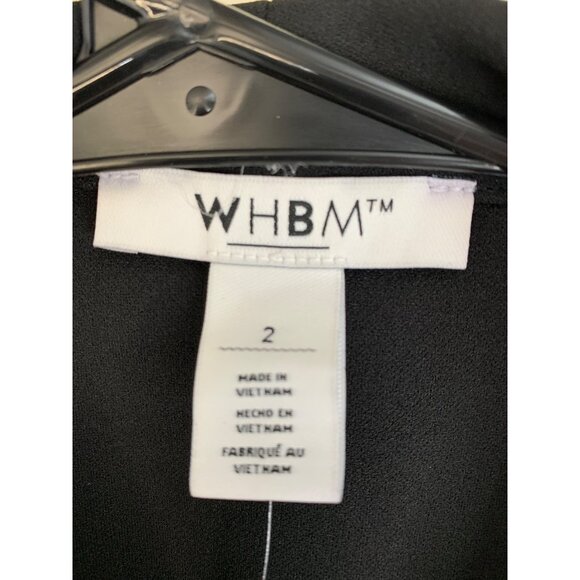 WHBM™
2
MADE IN
VIETNAM
HECHO EN
VIETNAM
FABRIQUÉ AU
VIETNAM